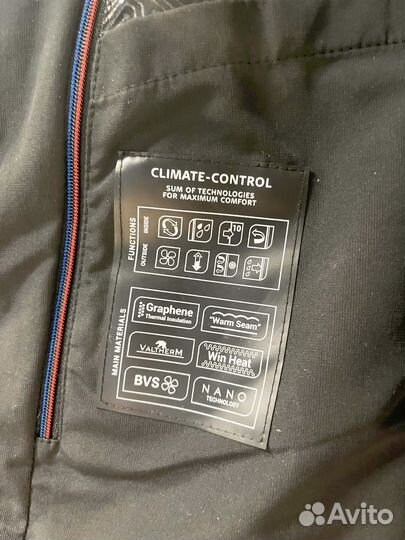 CLIMATE-CONTROL
SUM OF TECHNOLOGIES
FOR MAXIMUM COMFORT
FUNCTIONS
INSIDE
10
OUTSIDE
MAIN MATERIALS
Graphene
Thermal Insulation
"Warm Seam"
VALTHERM
Win Heat
BVS
NANO
TECHNOLOGY
Avito